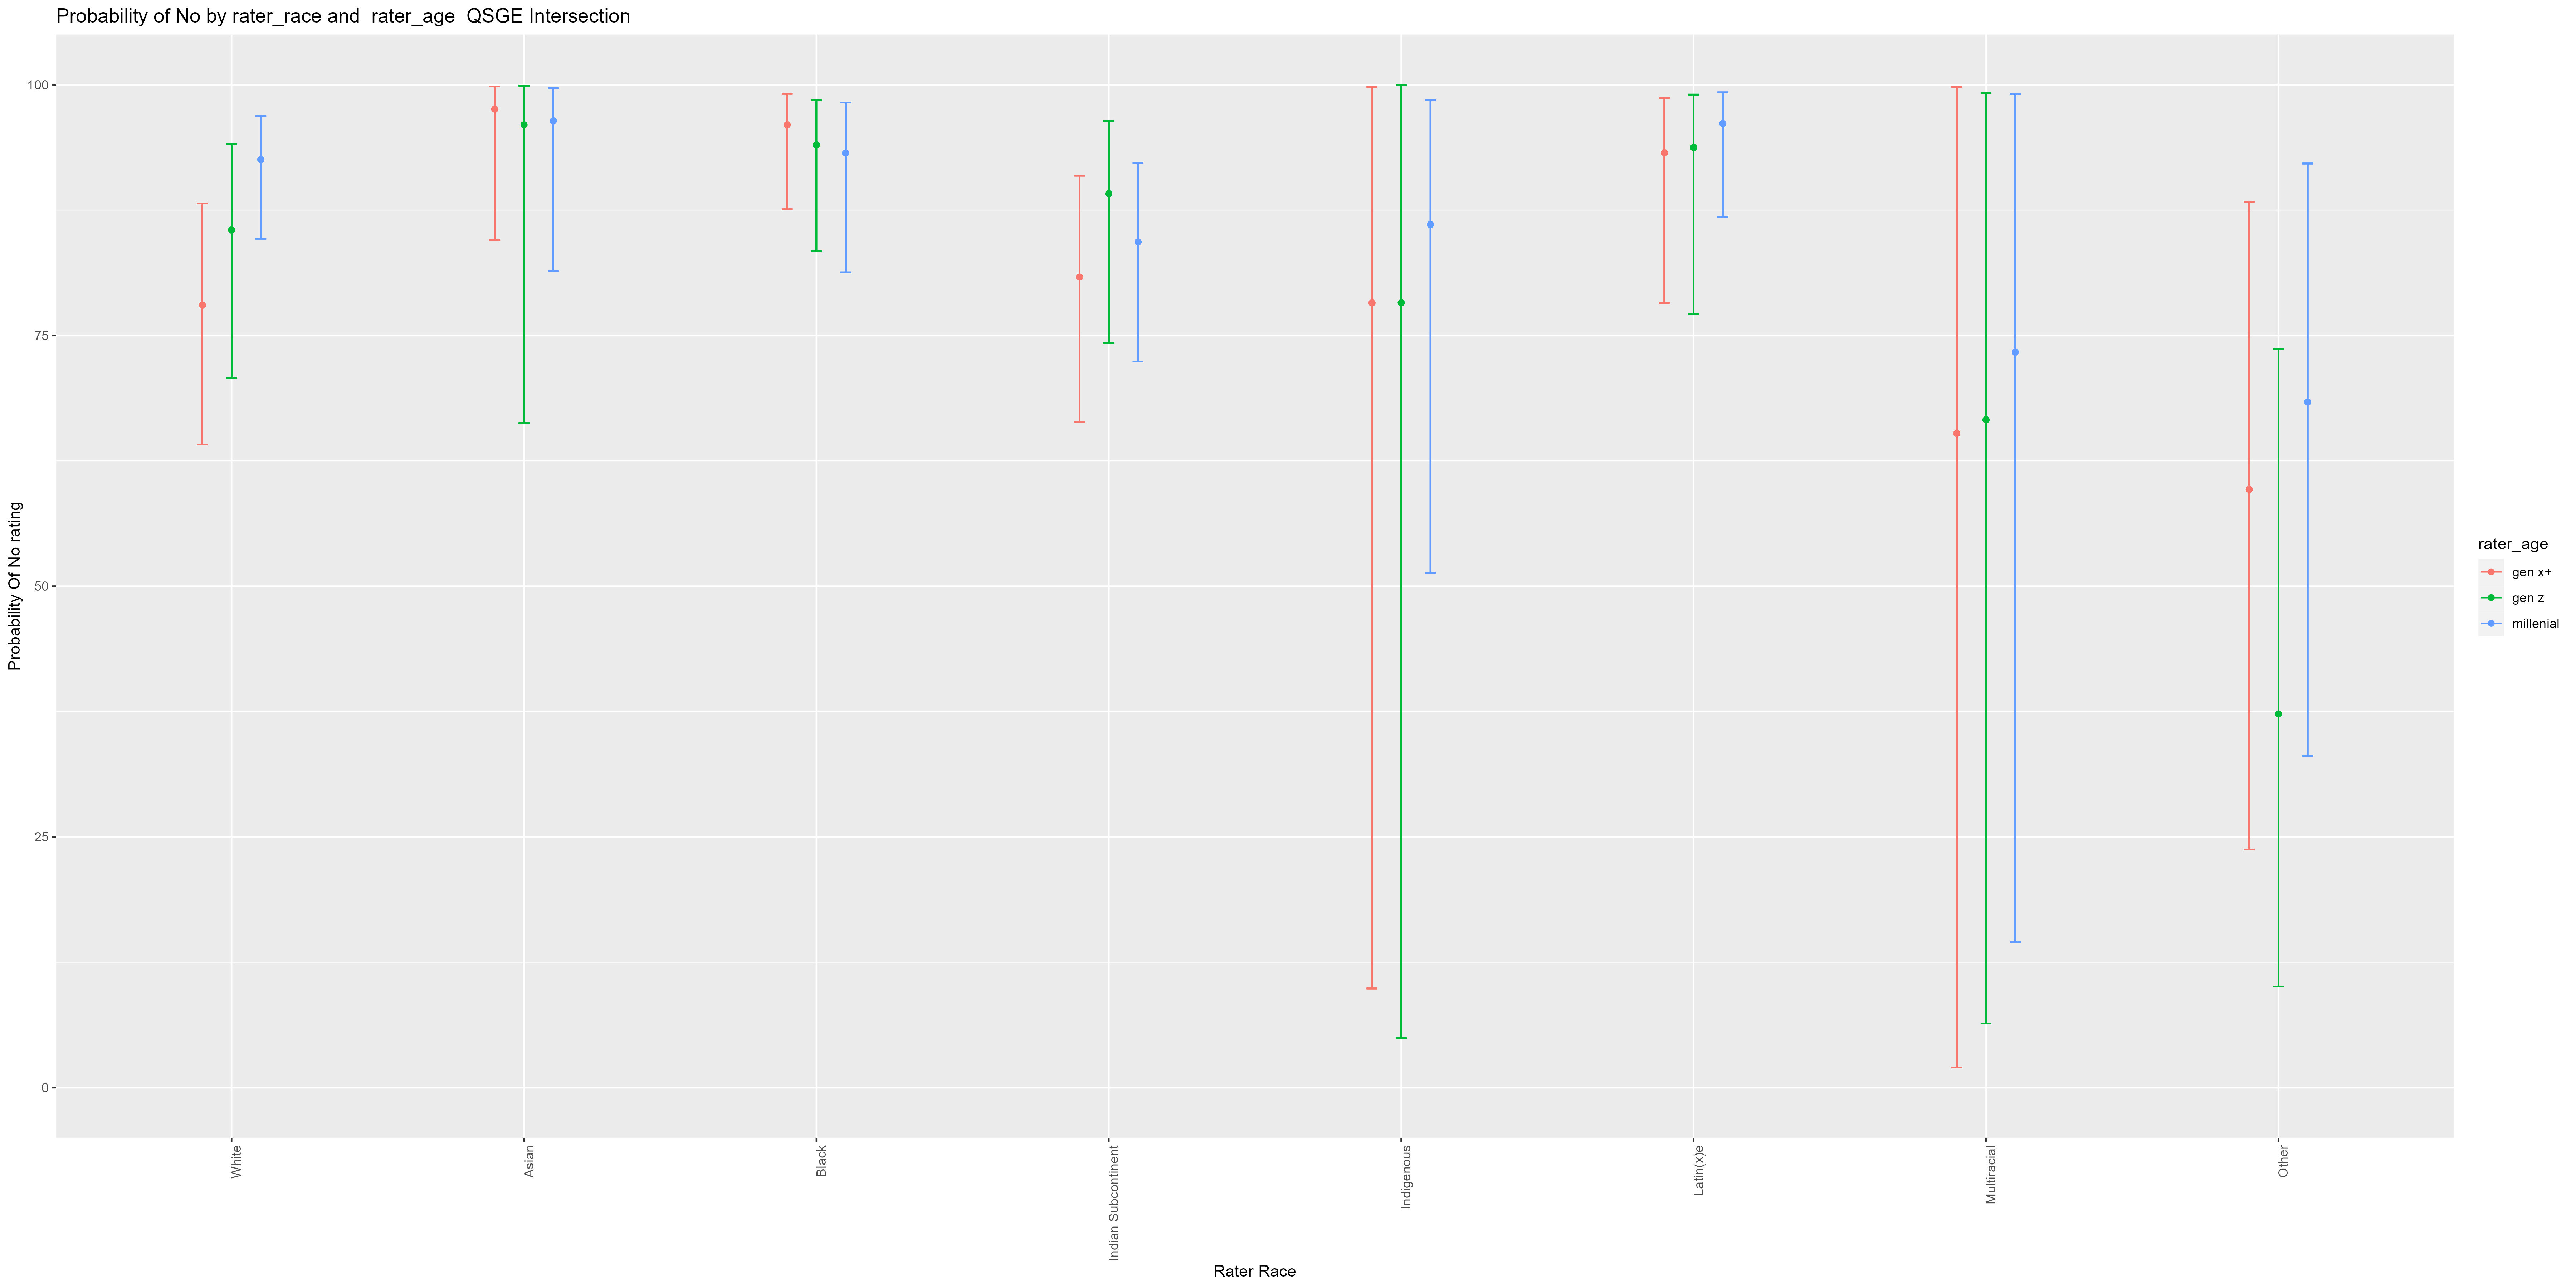 Probability of No by rater_race and  rater_age  QSGE Intersection
Probability Of No rating
100
75
50
25
0
White
Asian
Black
Indian Subcontinent
Indigenous
Latin(x)e
Multiracial
Other
Rater Race
rater_age
gen x+
gen z
millenial